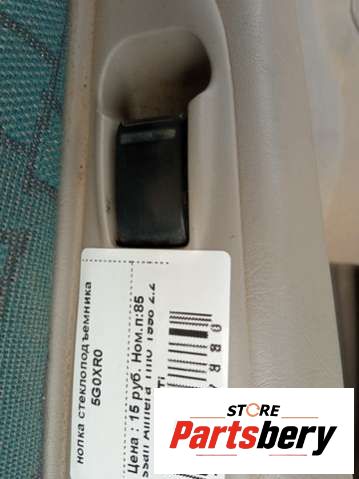 нопка стеклоподъемника
5G0XR0
Цена : 15 руб. Ном.п:85
ssan Almera Tino 1998 2.2
STORE
Partsbery